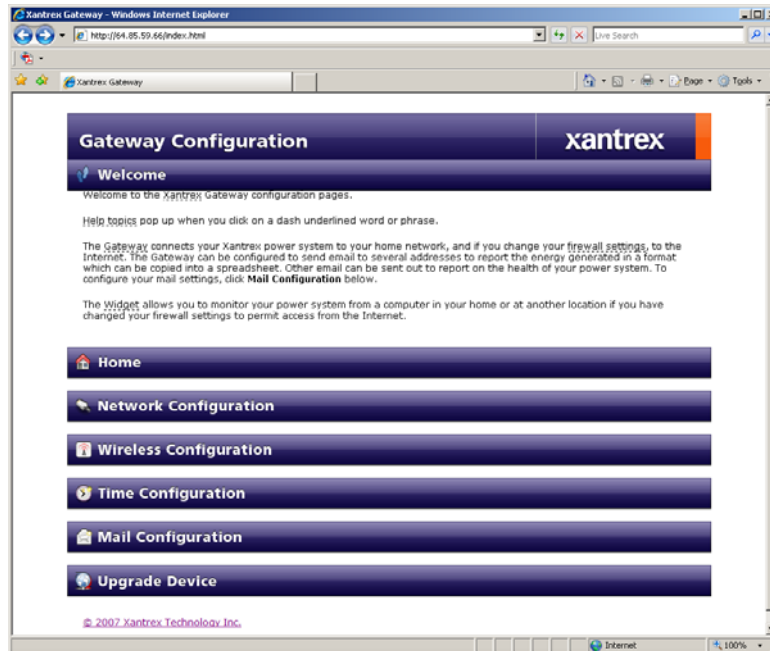 Xantrex Gateway - Windows Internet Explorer
http://64.85.59.66/index.html
Live Search
Xantrex Gateway
Page
Tools
Gateway Configuration
xantrex
Welcome
Welcome to the Xantrex Gateway configuration pages.
Help topics pop up when you click on a dash underlined word or phrase.
The Gateway connects your Xantrex power system to your home network, and if you change your firewall settings, to the
Internet. The Gateway can be configured to send email to several addresses to report the energy generated in a format
which can be copied into a spreadsheet. Other email can be sent out to report on the health of your power system. To
configure your mail settings, click Mail Configuration below.
The Widget allows you to monitor your power system from a computer in your home or at another location if you have
changed your firewall settings to permit access from the Internet.
Home
Network Configuration
Wireless Configuration
Time Configuration
Mail Configuration
Upgrade Device
© 2007 Xantrex Technology Inc.
Internet
100%